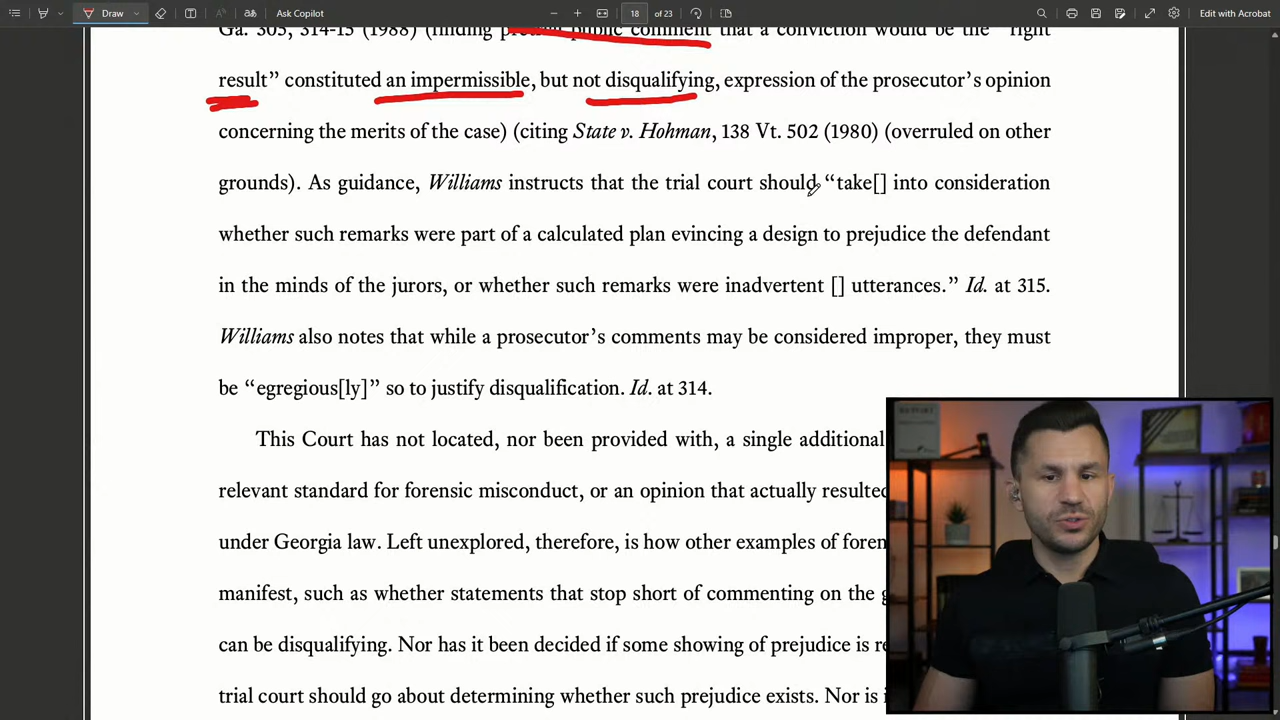 Draw
Ask Copilot
18 of 23
Edit with Acrobat
Ga. 305, 314-15 (1988) (finding pretrial public comment that a conviction would be the “right
result” constituted an impermissible, but not disqualifying, expression of the prosecutor’s opinion
concerning the merits of the case) (citing State v. Hohman, 138 Vt. 502 (1980) (overruled on other
grounds). As guidance, Williams instructs that the trial court should “take[] into consideration
whether such remarks were part of a calculated plan evincing a design to prejudice the defendant
in the minds of the jurors, or whether such remarks were inadvertent [] utterances.” Id. at 315.
Williams also notes that while a prosecutor’s comments may be considered improper, they must
be “egregious[ly]” so to justify disqualification. Id. at 314.
This Court has not located, nor been provided with, a single additional
relevant standard for forensic misconduct, or an opinion that actually resulted
under Georgia law. Left unexplored, therefore, is how other examples of foren
manifest, such as whether statements that stop short of commenting on the g
can be disqualifying. Nor has it been decided if some showing of prejudice is re
trial court should go about determining whether such prejudice exists. Nor is i